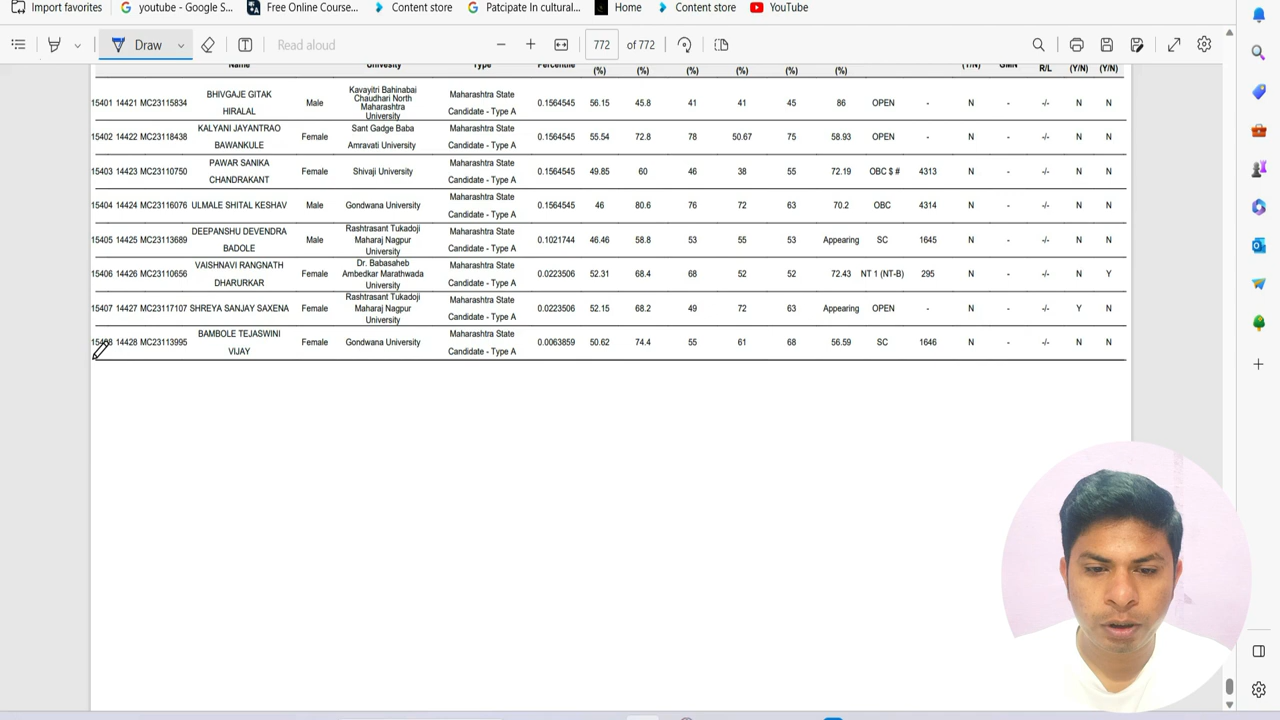 Import favorites
youtube - Google S...
Free Online Course...
Content store
Patcipate In cultural...
Home
Content store
YouTube
Draw
Read aloud
772 of 772
Name Univesity Type Percentile (%) (%) (%) (%) (%) (%) (Y/N) GMN R/L (Y/N) (Y/N)
15401 14421 MC23115834 BHIVGAJE GITAK HIRALAL Male Kavayitri Bahinabai Chaudhari North Maharashtra University Maharashtra State Candidate - Type A 0.1564545 56.15 45.8 41 41 45 86 OPEN - N - -/- N N
15402 14422 MC23118438 KALYANI JAYANTRAO BAWANKULE Female Sant Gadge Baba Amravati University Maharashtra State Candidate - Type A 0.1564545 55.54 72.8 78 50.67 75 58.93 OPEN - N - -/- N N
15403 14423 MC23110750 PAWAR SANIKA CHANDRAKANT Female Shivaji University Maharashtra State Candidate - Type A 0.1564545 49.85 60 46 38 55 72.19 OBC $ # 4313 N - -/- N N
15404 14424 MC23116076 ULMALE SHITAL KESHAV Male Gondwana University Maharashtra State Candidate - Type A 0.1564545 46 80.6 76 72 63 70.2 OBC 4314 N - -/- N N
15405 14425 MC23113689 DEEPANSHU DEVENDRA BADOLE Male Rashtrasant Tukadoji Maharaj Nagpur University Maharashtra State Candidate - Type A 0.1021744 46.46 58.8 53 55 53 Appearing SC 1645 N - -/- N N
15406 14426 MC23110656 VAISHNAVI RANGNATH DHARURKAR Female Dr. Babasaheb Ambedkar Marathwada University Maharashtra State Candidate - Type A 0.0223506 52.31 68.4 68 52 52 72.43 NT 1 (NT-B) 295 N - -/- N Y
15407 14427 MC23117107 SHREYA SANJAY SAXENA Female Rashtrasant Tukadoji Maharaj Nagpur University Maharashtra State Candidate - Type A 0.0223506 52.15 68.2 49 72 63 Appearing OPEN - N - -/- Y N
15408 14428 MC23113995 BAMBOLE TEJASWINI VIJAY Female Gondwana University Maharashtra State Candidate - Type A 0.0063859 50.62 74.4 55 61 68 56.59 SC 1646 N - -/- N N